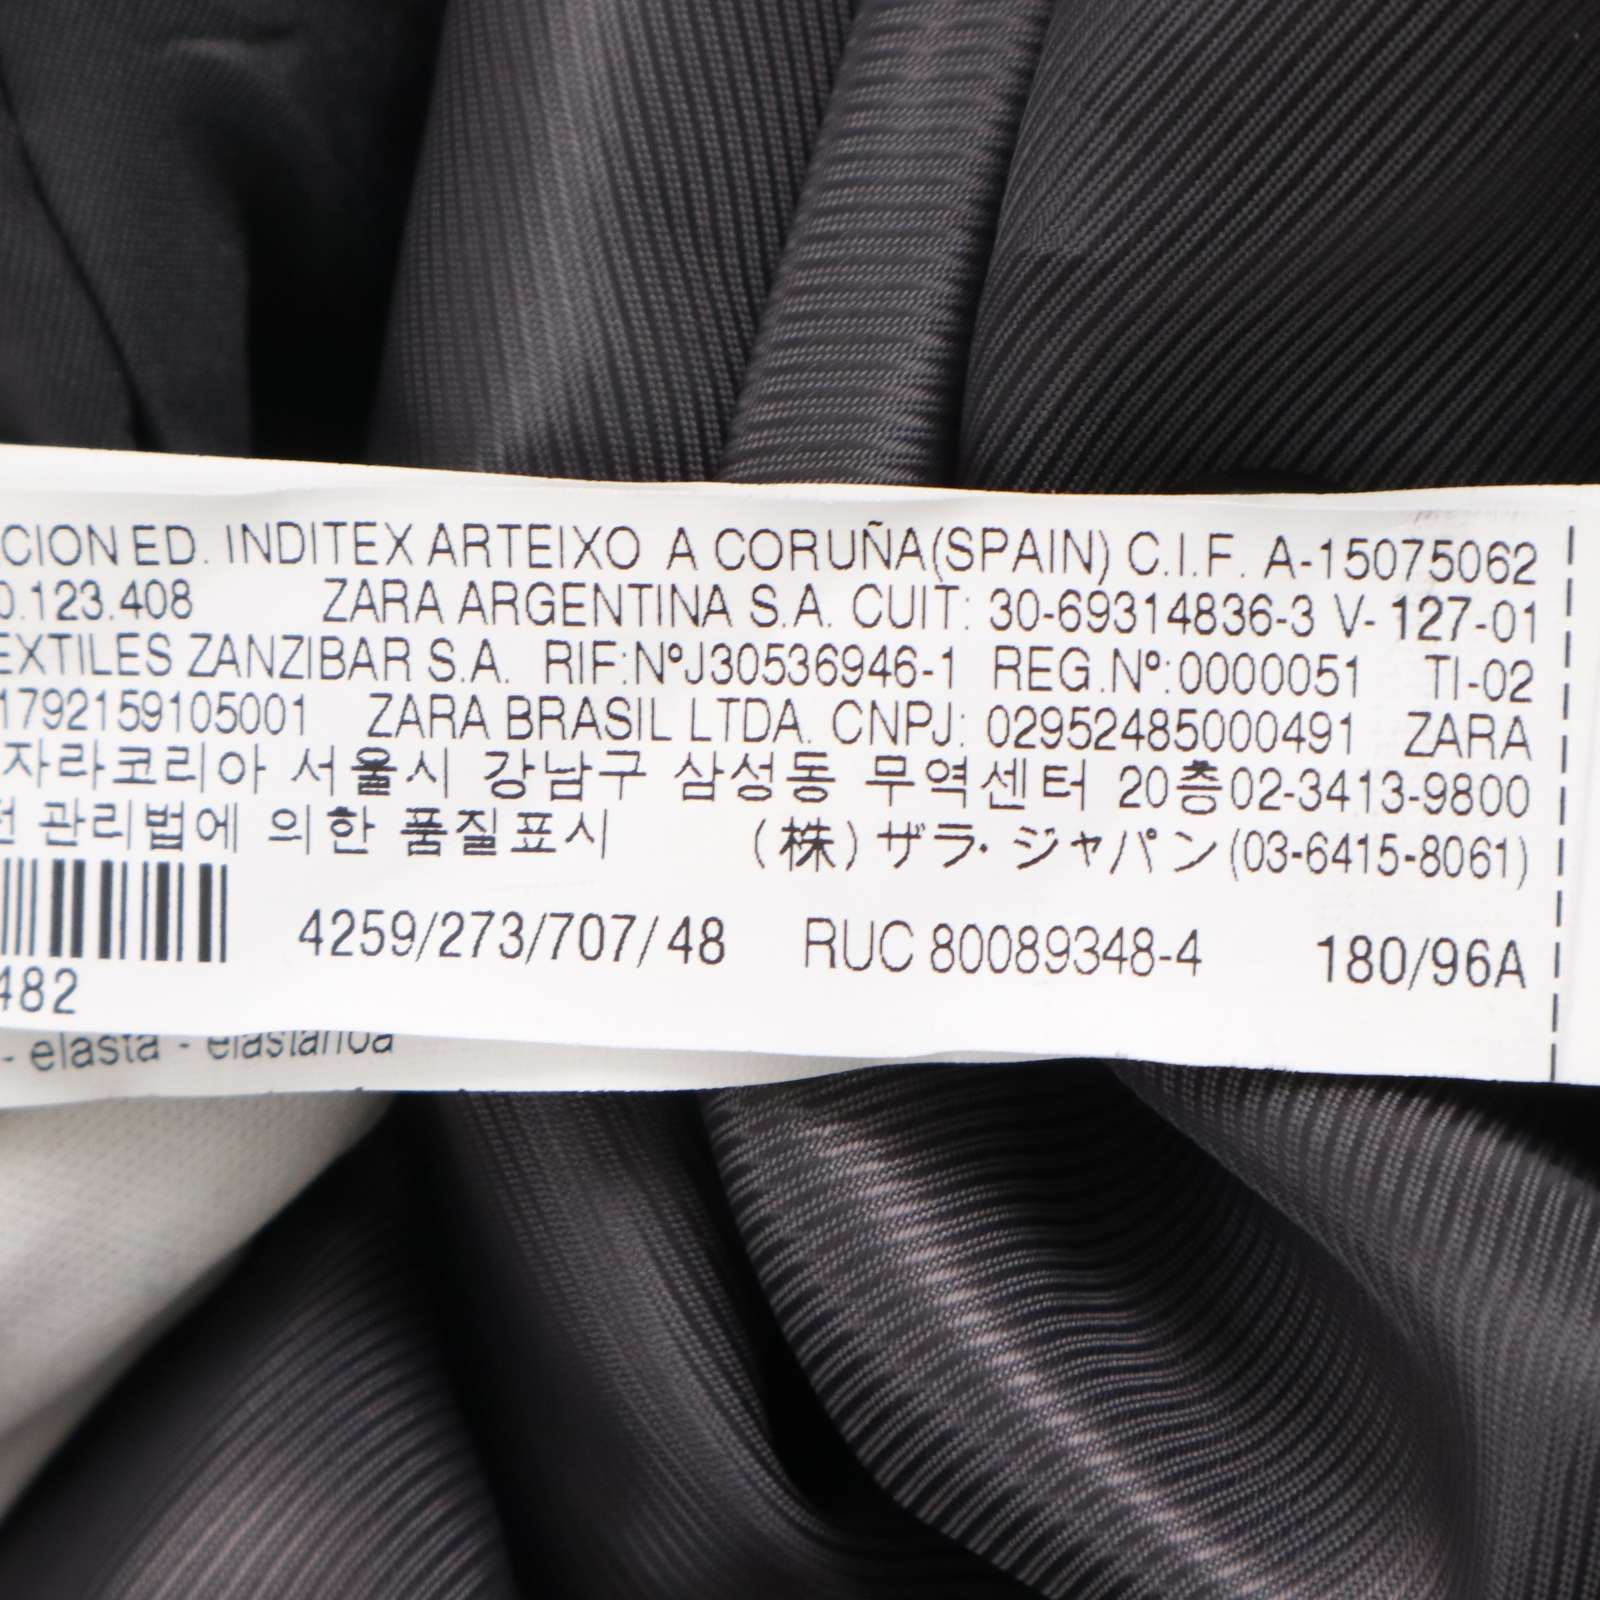 CION ED. INDITEX ARTEIXO A CORUÑA(SPAIN) C.I.F. A-15075062
0.123.408 ZARA ARGENTINA S.A. CUIT: 30-69314836-3 V- 127-01
EXTILES ZANZIBAR S.A. RIF:NºJ30536946-1 REG.Nº:0000051 TI-02
1792159105001 ZARA BRASIL LTDA. CNPJ: 02952485000491 ZARA
자라코리아 서울시 강남구 삼성동 무역센터 20층02-3413-9800
전 관리법에 의한 품질표시 (株)ザラ・ジャパン(03-6415-8061)
4259/273/707/48 RUC 80089348-4 180/96A
482
- elasta - elastanoa